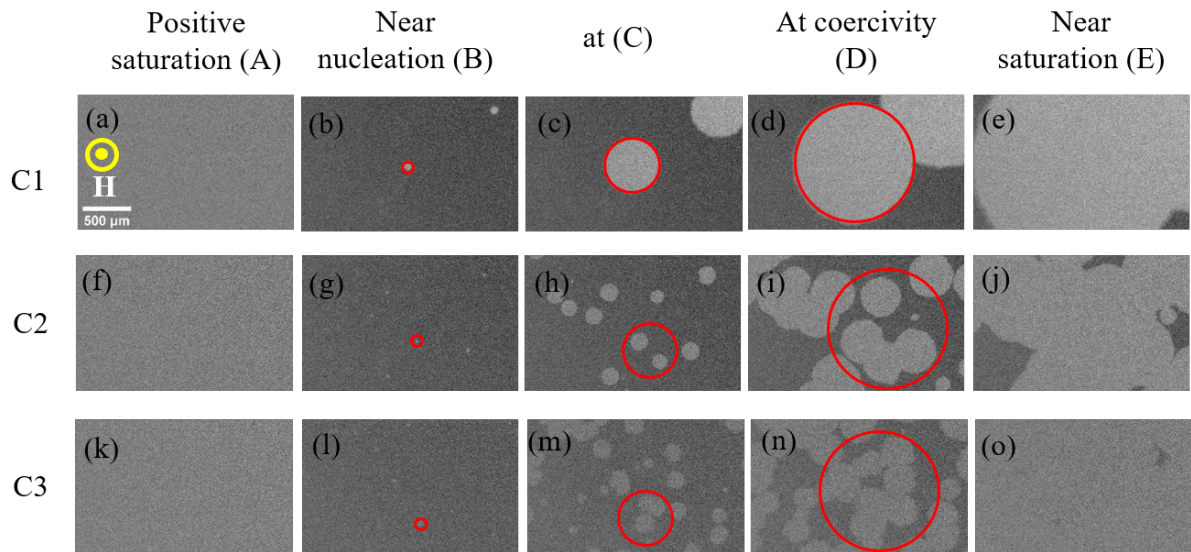 Positive
saturation (A)
Near
nucleation (B)
at (C)
At coercivity
(D)
Near
saturation (E)
C1
(a)
H
500 µm
(b)
(c)
(d)
(e)
C2
(f)
(g)
(h)
(i)
(j)
C3
(k)
(l)
(m)
(n)
(o)